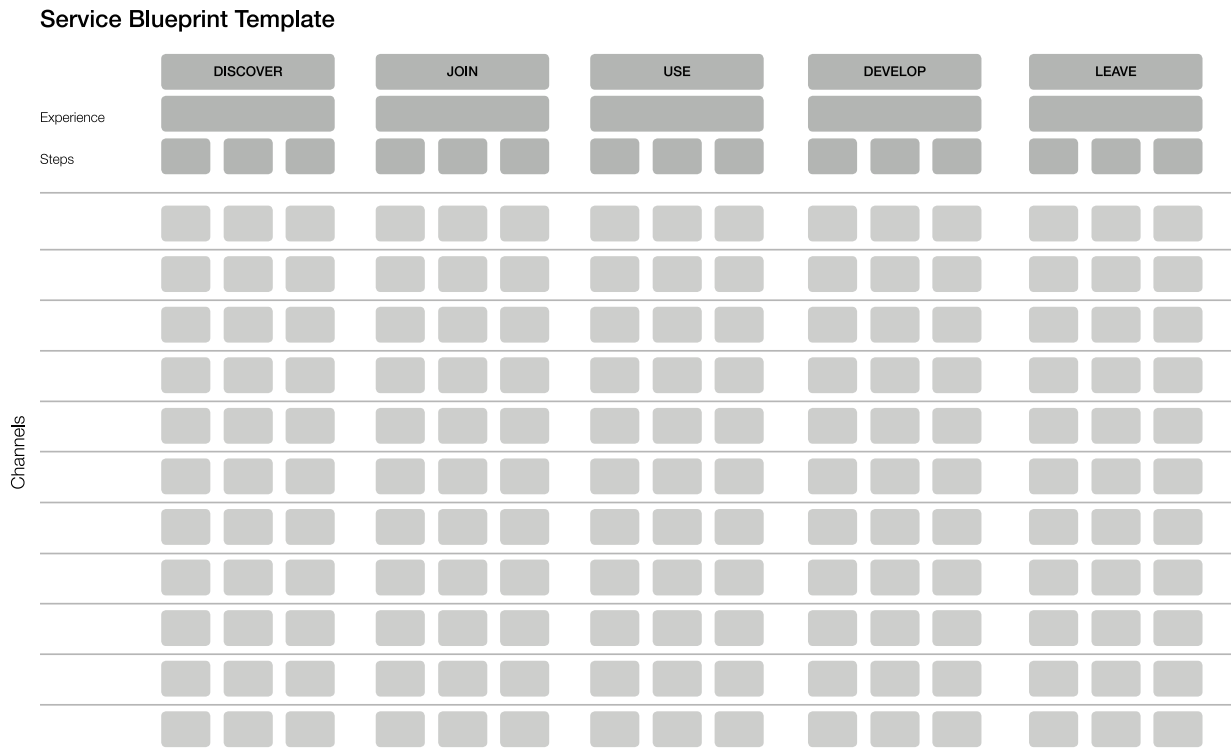 Service Blueprint Template
DISCOVER JOIN USE DEVELOP LEAVE
Experience
Steps
Channels